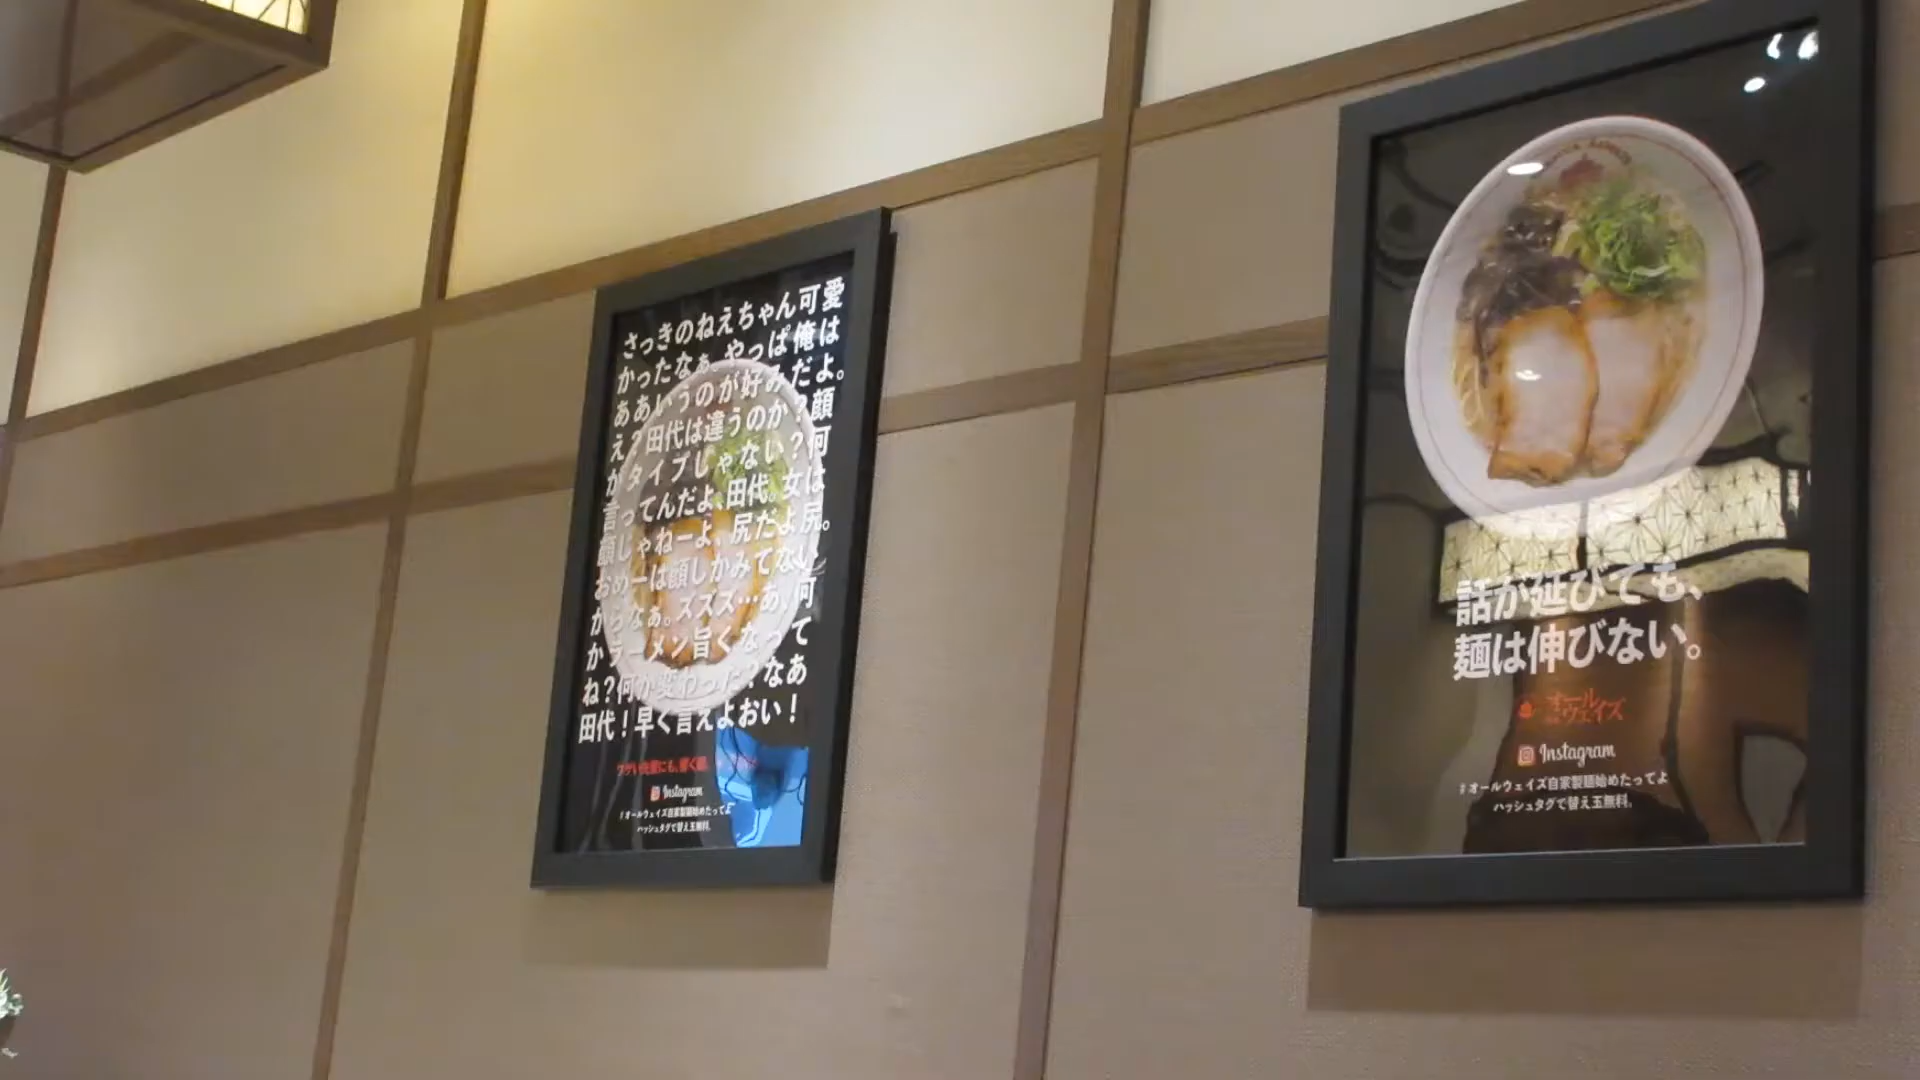 さっきのねえちゃん可愛
かったなぁ。やっぱ俺は
ああいうのが好みだよ。
え？田代は違うのか？顔
がタイプじゃない？何
言ってんだよ、田代。女は
顔じゃねーよ、尻だよ尻。
おめーは顔しかみてない
からなぁ。ズズズ…あ、何
かラーメン旨くなって
ね？何か変わった？なあ
田代！早く言えよおい！
Instagram
#オールウェイズ自家製麺始めたってよ
ハッシュタグで替え玉無料。
話が延びても、
麺は伸びない。
オールウェイズ
Instagram
#オールウェイズ自家製麺始めたってよ
ハッシュタグで替え玉無料。